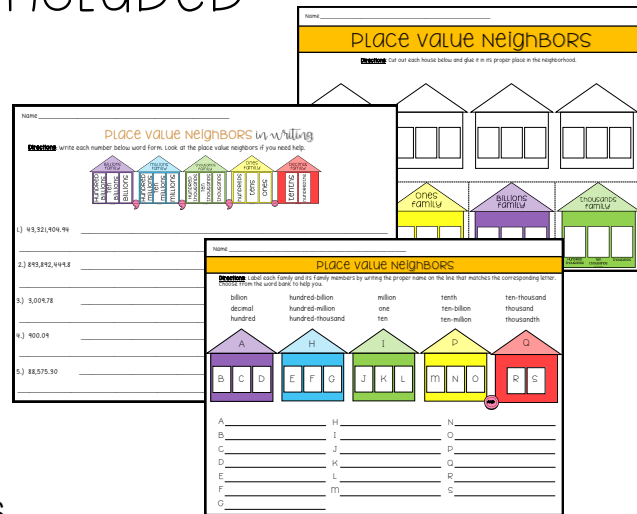 included
Name
PLACE VALUE NEIGHBORS
Directions: Cut out each house below and glue it in its proper place in the neighborhood.
ones family
Billions family
thousands family
hundred thousands
ten thousands
thousands
Name
PLACE VALUE NEIGHBORS in writing
Directions: write each number below word form. Look at the place value neighbors if you need help.
Billions family
millions family
thousands family
ones family
decimal family
hundred Billions
ten Billions
Billions
hundred millions
ten millions
millions
hundred thousands
ten thousands
thousands
hundreds
tens
ones
tenths
hundredths
1.) 43,321,904.94
2.) 893,892,449.8
3.) 3,009.78
4.) 900.09
5.) 88,575.30
Name
PLACE VALUE NEIGHBORS
Directions: Label each family and its family members by writing the proper name on the line that matches the corresponding letter. Choose from the word bank to help you.
billion hundred-billion million tenth ten-thousand
decimal hundred-million one ten-billion thousand
hundred hundred-thousand ten ten-million thousandth
A H I P Q
B C D E F G J K L M N O R S
AND
A H N
B I O
C J P
D K Q
E L R
F M S
G